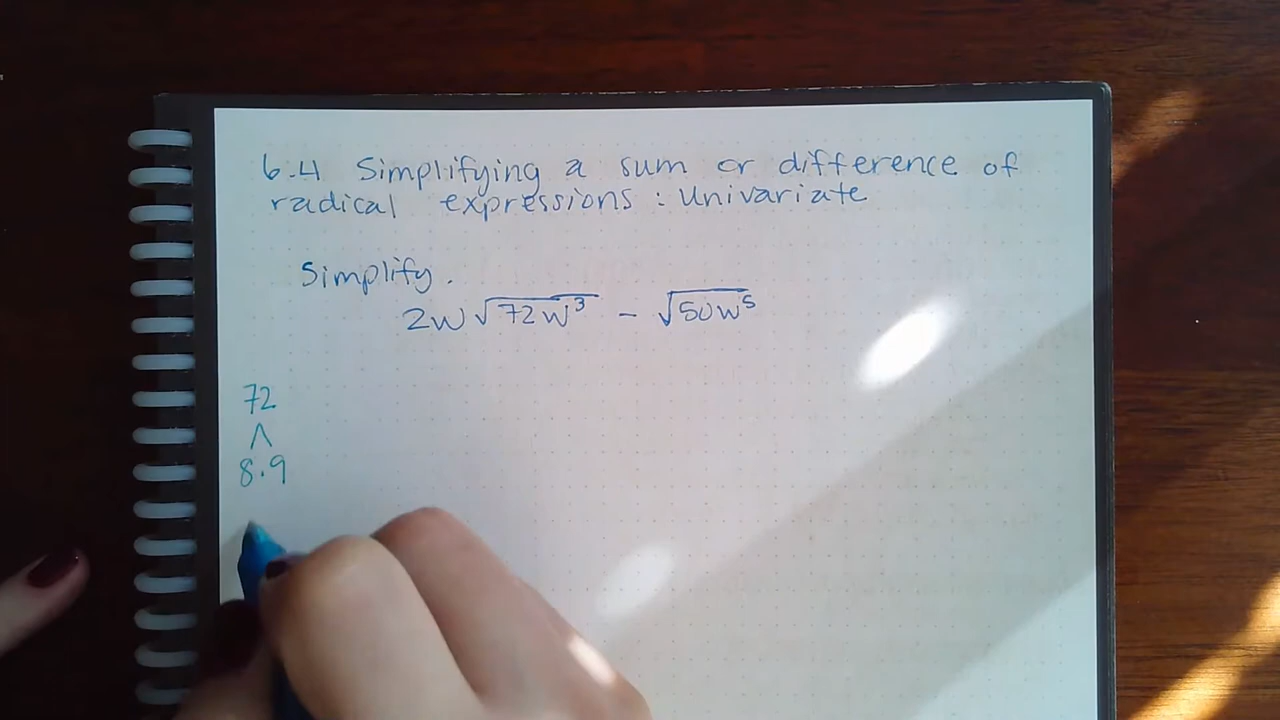 6.4 Simplifying a sum or difference of
radical expressions : Univariate
Simplify.
2w√72w³ - √50w⁵
72
∧
8.9